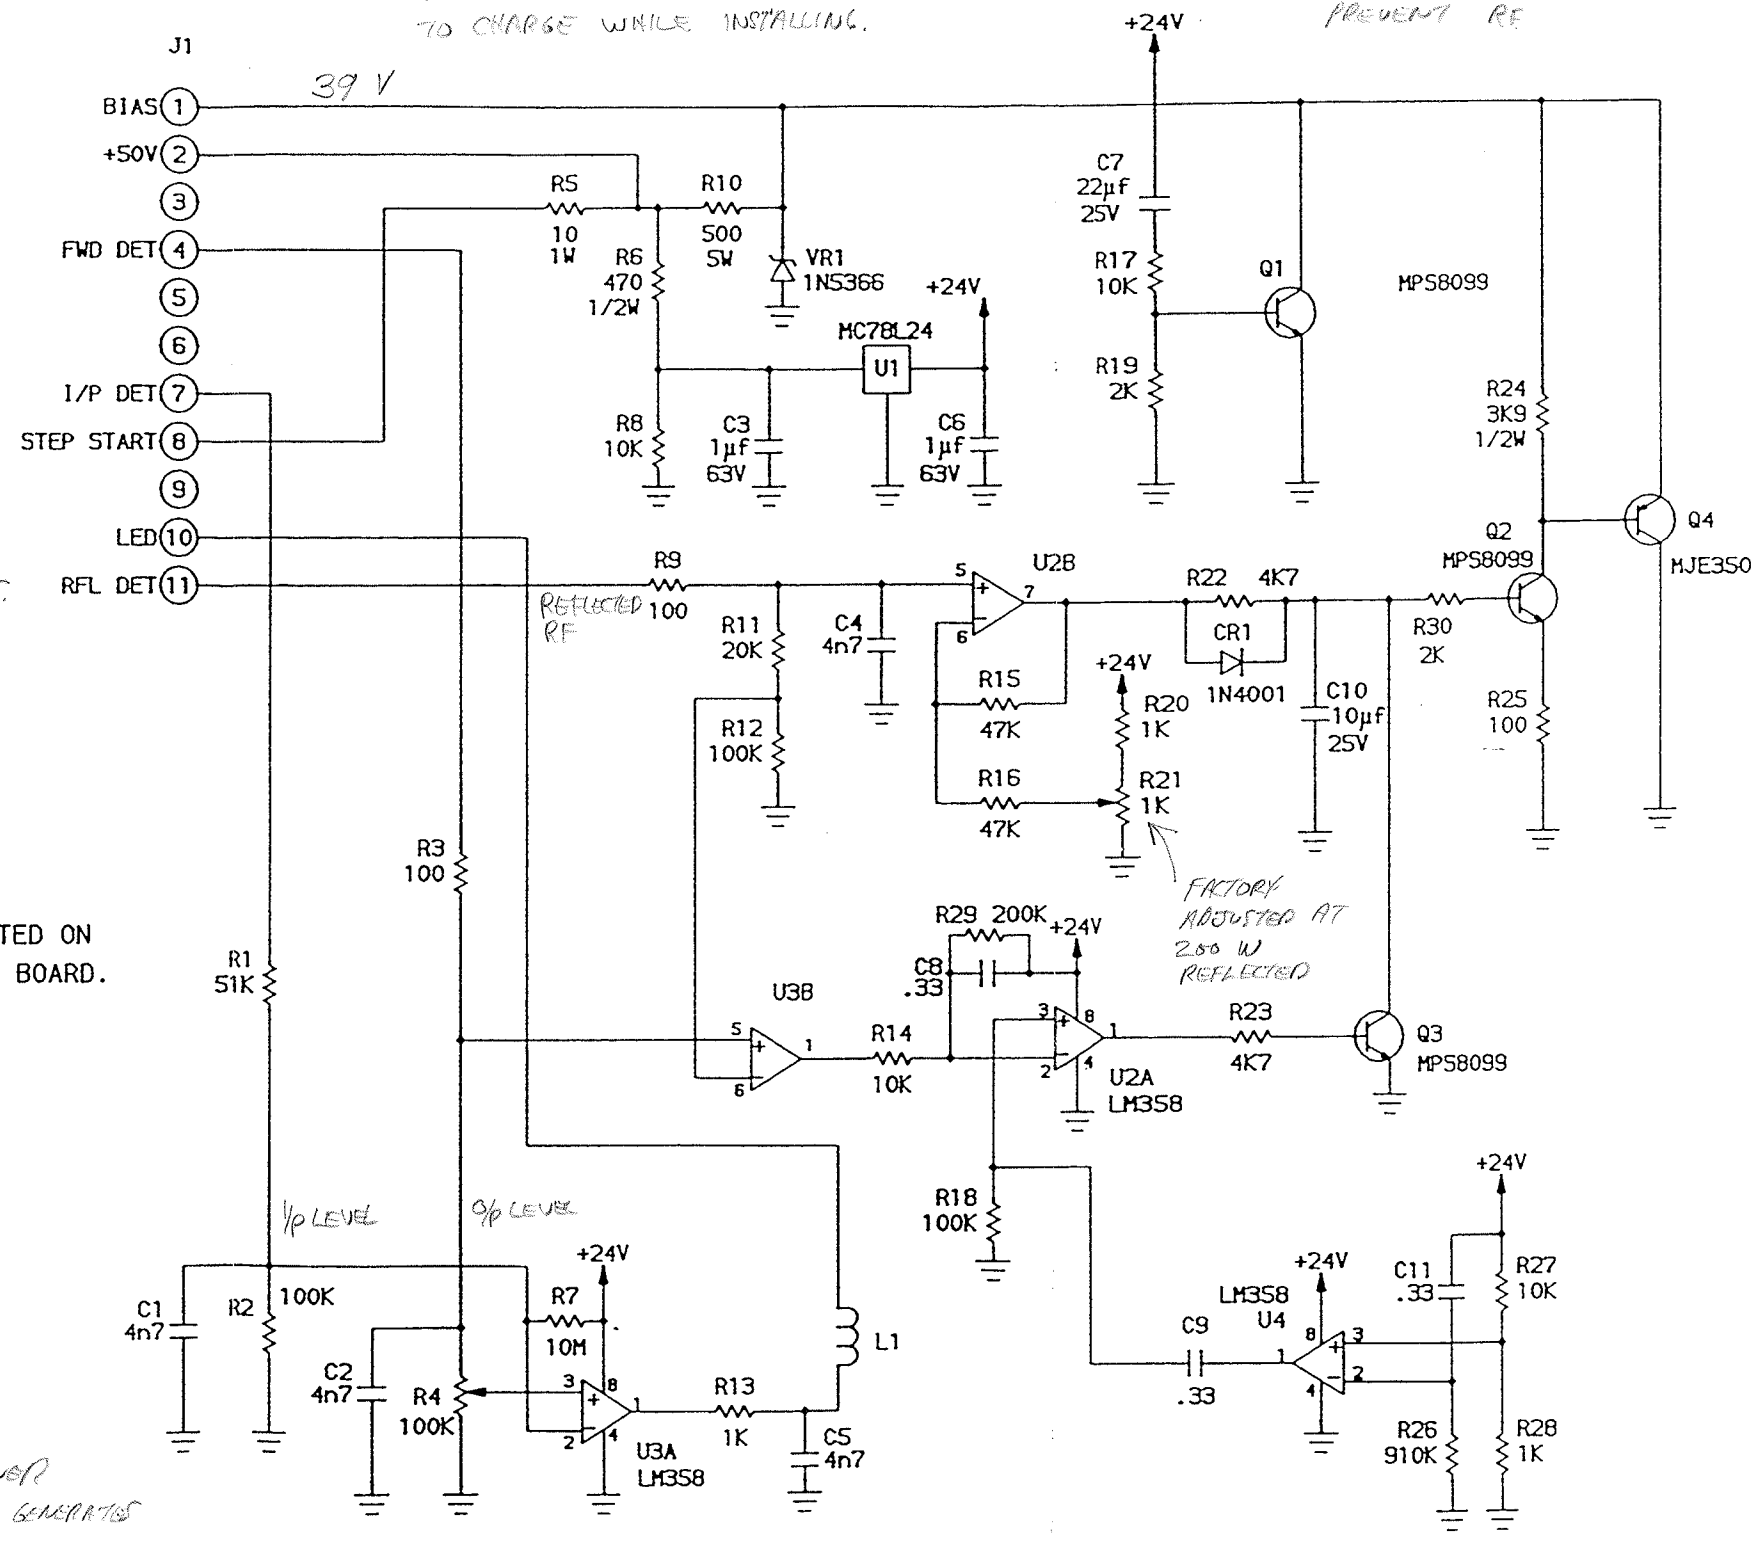 TO CHARGE WHILE INSTALLING.
PREVENT RF
J1
39 V
+24V
BIAS 1
+50V 2
3
FWD DET 4
5
6
I/P DET 7
STEP START 8
9
LED 10
RFL DET 11
R5
10
1W
R10
500
5W
R6
470
1/2W
VR1
1N5366
+24V
MC78L24
U1
R8
10K
C3
1µf
63V
C6
1µf
63V
C7
22µf
25V
R17
10K
R19
2K
Q1
MPS8099
R24
3K9
1/2W
Q2
MPS8099
Q4
MJE350
R9
100
REFLECTED
RF
R11
20K
R12
100K
C4
4n7
U2B
5
+
-
6
7
R15
47K
R16
47K
+24V
R20
1K
R21
1K
R22 4K7
CR1
1N4001
C10
10µf
25V
R30
2K
R25
100
FACTORY
ADJUSTED AT
200 W
REFLECTED
R3
100
TED ON
BOARD.
R1
51K
U3B
5
+
-
6
1
R14
10K
R29 200K
+24V
C8
.33
3
+
8
1
-
2
4
U2A
LM358
R23
4K7
Q3
MPS8099
R18
100K
I/P LEVEL
O/P LEVEL
C1
4n7
R2
100K
C2
4n7
R4
100K
+24V
R7
10M
3
+
8
1
-
2
4
U3A
LM358
R13
1K
C5
4n7
L1
+24V
+24V
LM358
U4
C9
.33
8
1
4
+
3
-
2
C11
.33
R27
10K
R26
910K
R28
1K
GENERATES